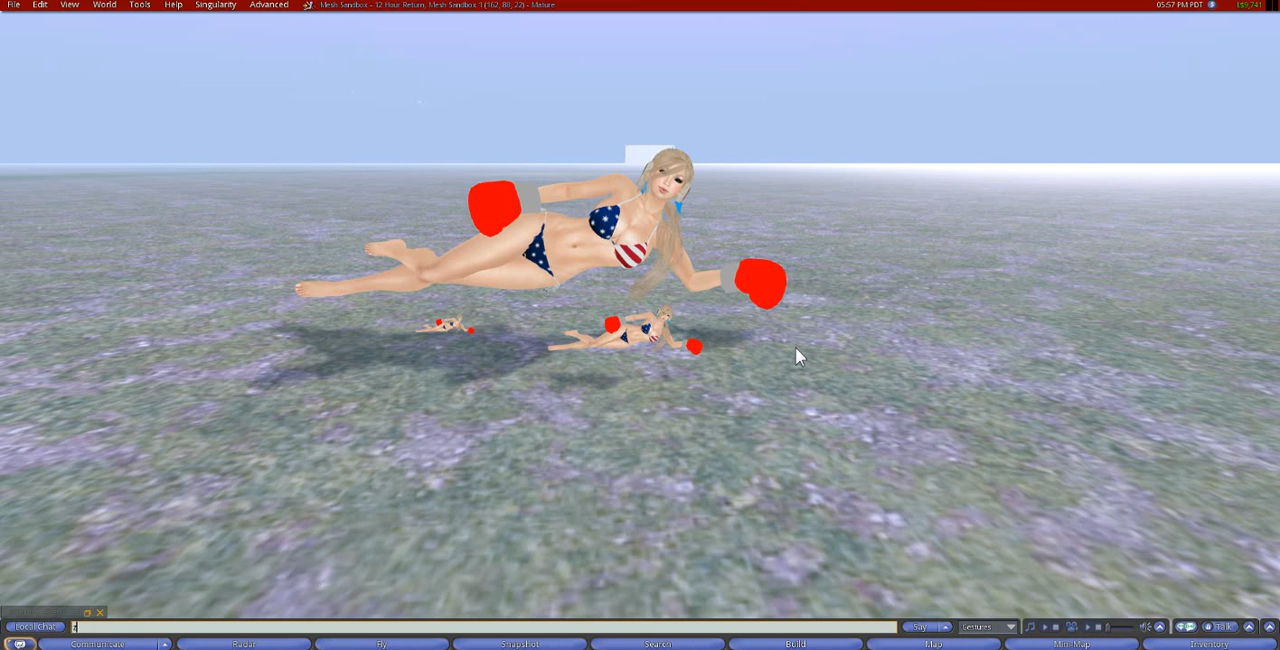 File Edit View World Tools Help Singularity Advanced Mesh Sandbox - 12 Hour Return, Mesh Sandbox 1 (162, 88, 22) - Mature 05:57 PM PDT L$9,741
Local Chat Say Gestures Talk
Communicate Radar Fly Snapshot Search Build Map Mini-Map Inventory